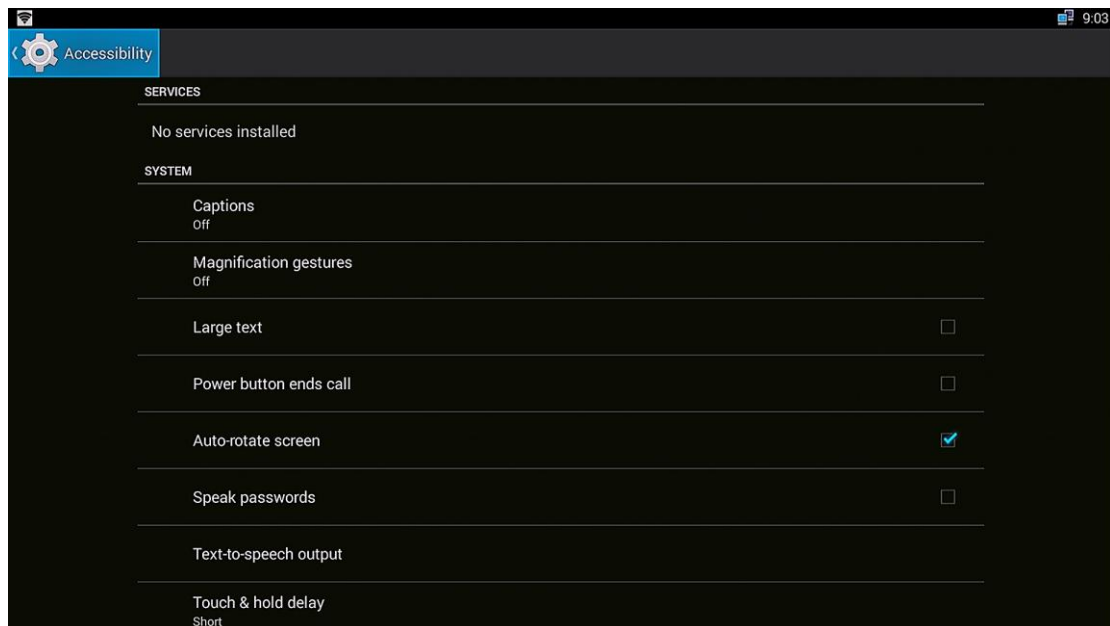 9:03
Accessibility
SERVICES
No services installed
SYSTEM
Captions
Off
Magnification gestures
Off
Large text
Power button ends call
Auto-rotate screen
Speak passwords
Text-to-speech output
Touch & hold delay
Short